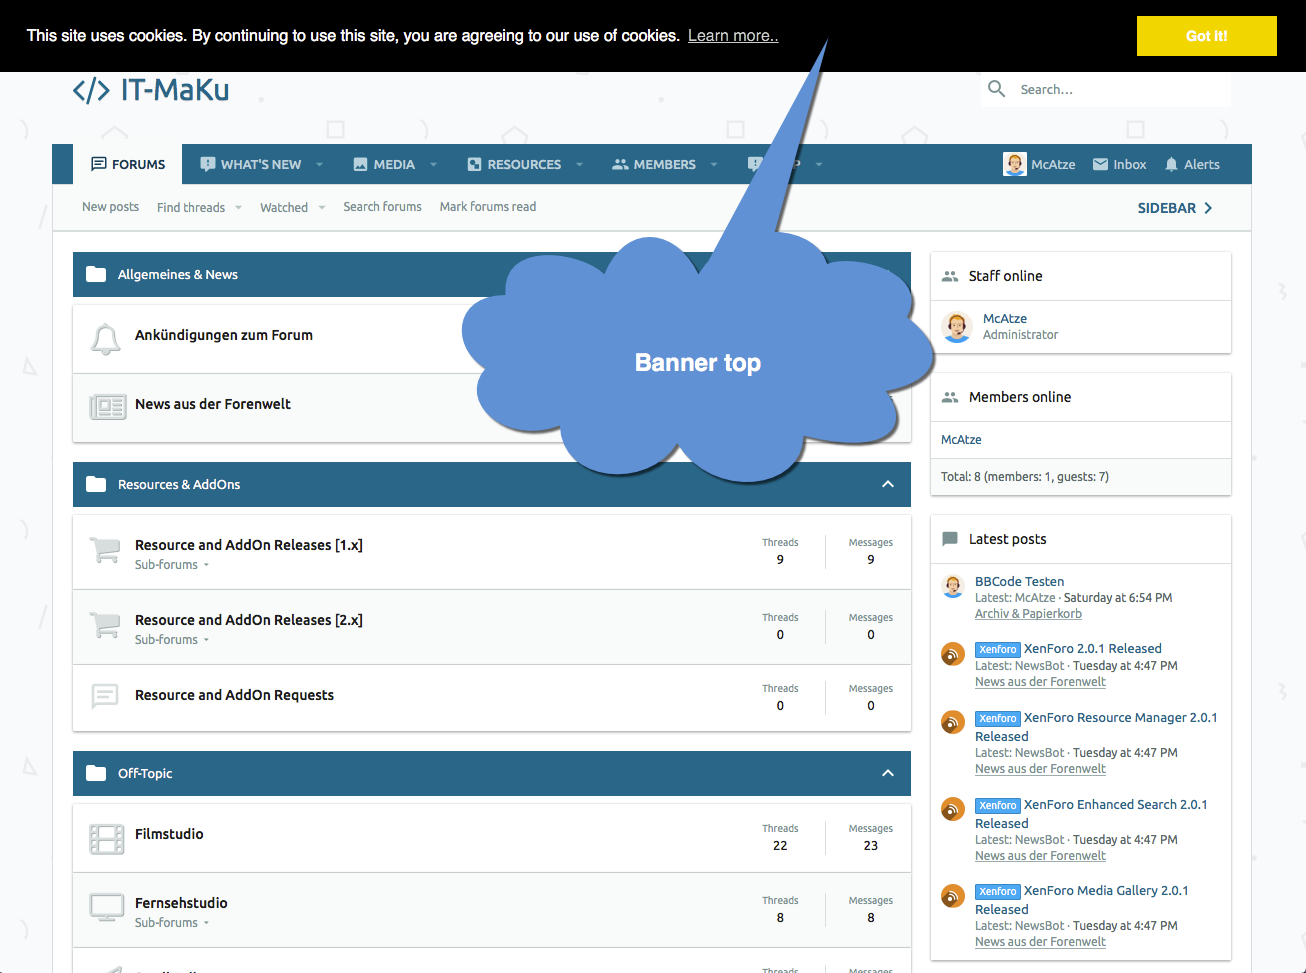 This site uses cookies. By continuing to use this site, you are agreeing to our use of cookies. Learn more.. Got it!
</> IT-MaKu Search...
FORUMS WHAT'S NEW MEDIA RESOURCES MEMBERS McAtze Inbox Alerts
New posts Find threads Watched Search forums Mark forums read SIDEBAR
Allgemeines & News
Ankündigungen zum Forum
News aus der Forenwelt
Banner top
Resources & AddOns
Resource and AddOn Releases [1.x]
Sub-forums
Threads
9
Messages
9
Resource and AddOn Releases [2.x]
Sub-forums
Threads
0
Messages
0
Resource and AddOn Requests
Threads
0
Messages
0
Off-Topic
Filmstudio
Threads
22
Messages
23
Fernsehstudio
Sub-forums
Threads
8
Messages
8
Threads
Messages
Staff online
McAtze
Administrator
Members online
McAtze
Total: 8 (members: 1, guests: 7)
Latest posts
BBCode Testen
Latest: McAtze · Saturday at 6:54 PM
Archiv & Papierkorb
Xenforo XenForo 2.0.1 Released
Latest: NewsBot · Tuesday at 4:47 PM
News aus der Forenwelt
Xenforo XenForo Resource Manager 2.0.1
Released
Latest: NewsBot · Tuesday at 4:47 PM
News aus der Forenwelt
Xenforo XenForo Enhanced Search 2.0.1
Released
Latest: NewsBot · Tuesday at 4:47 PM
News aus der Forenwelt
Xenforo XenForo Media Gallery 2.0.1
Released
Latest: NewsBot · Tuesday at 4:47 PM
News aus der Forenwelt